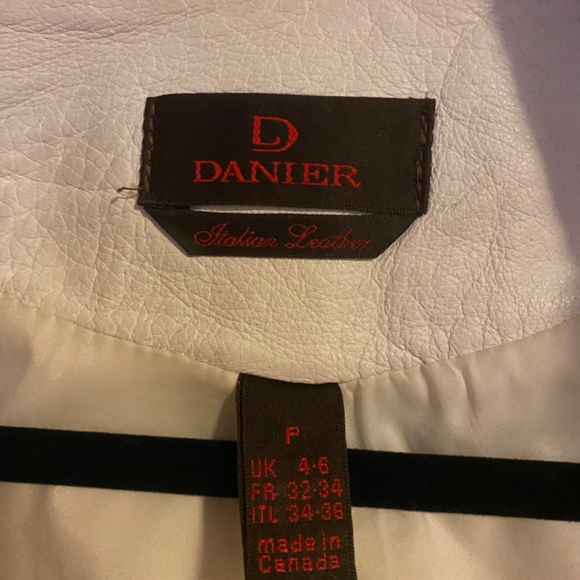 D
DANIER
Italian Leather
P
UK 4-6
FR 32-34
ITL 34-36
made in
Canada